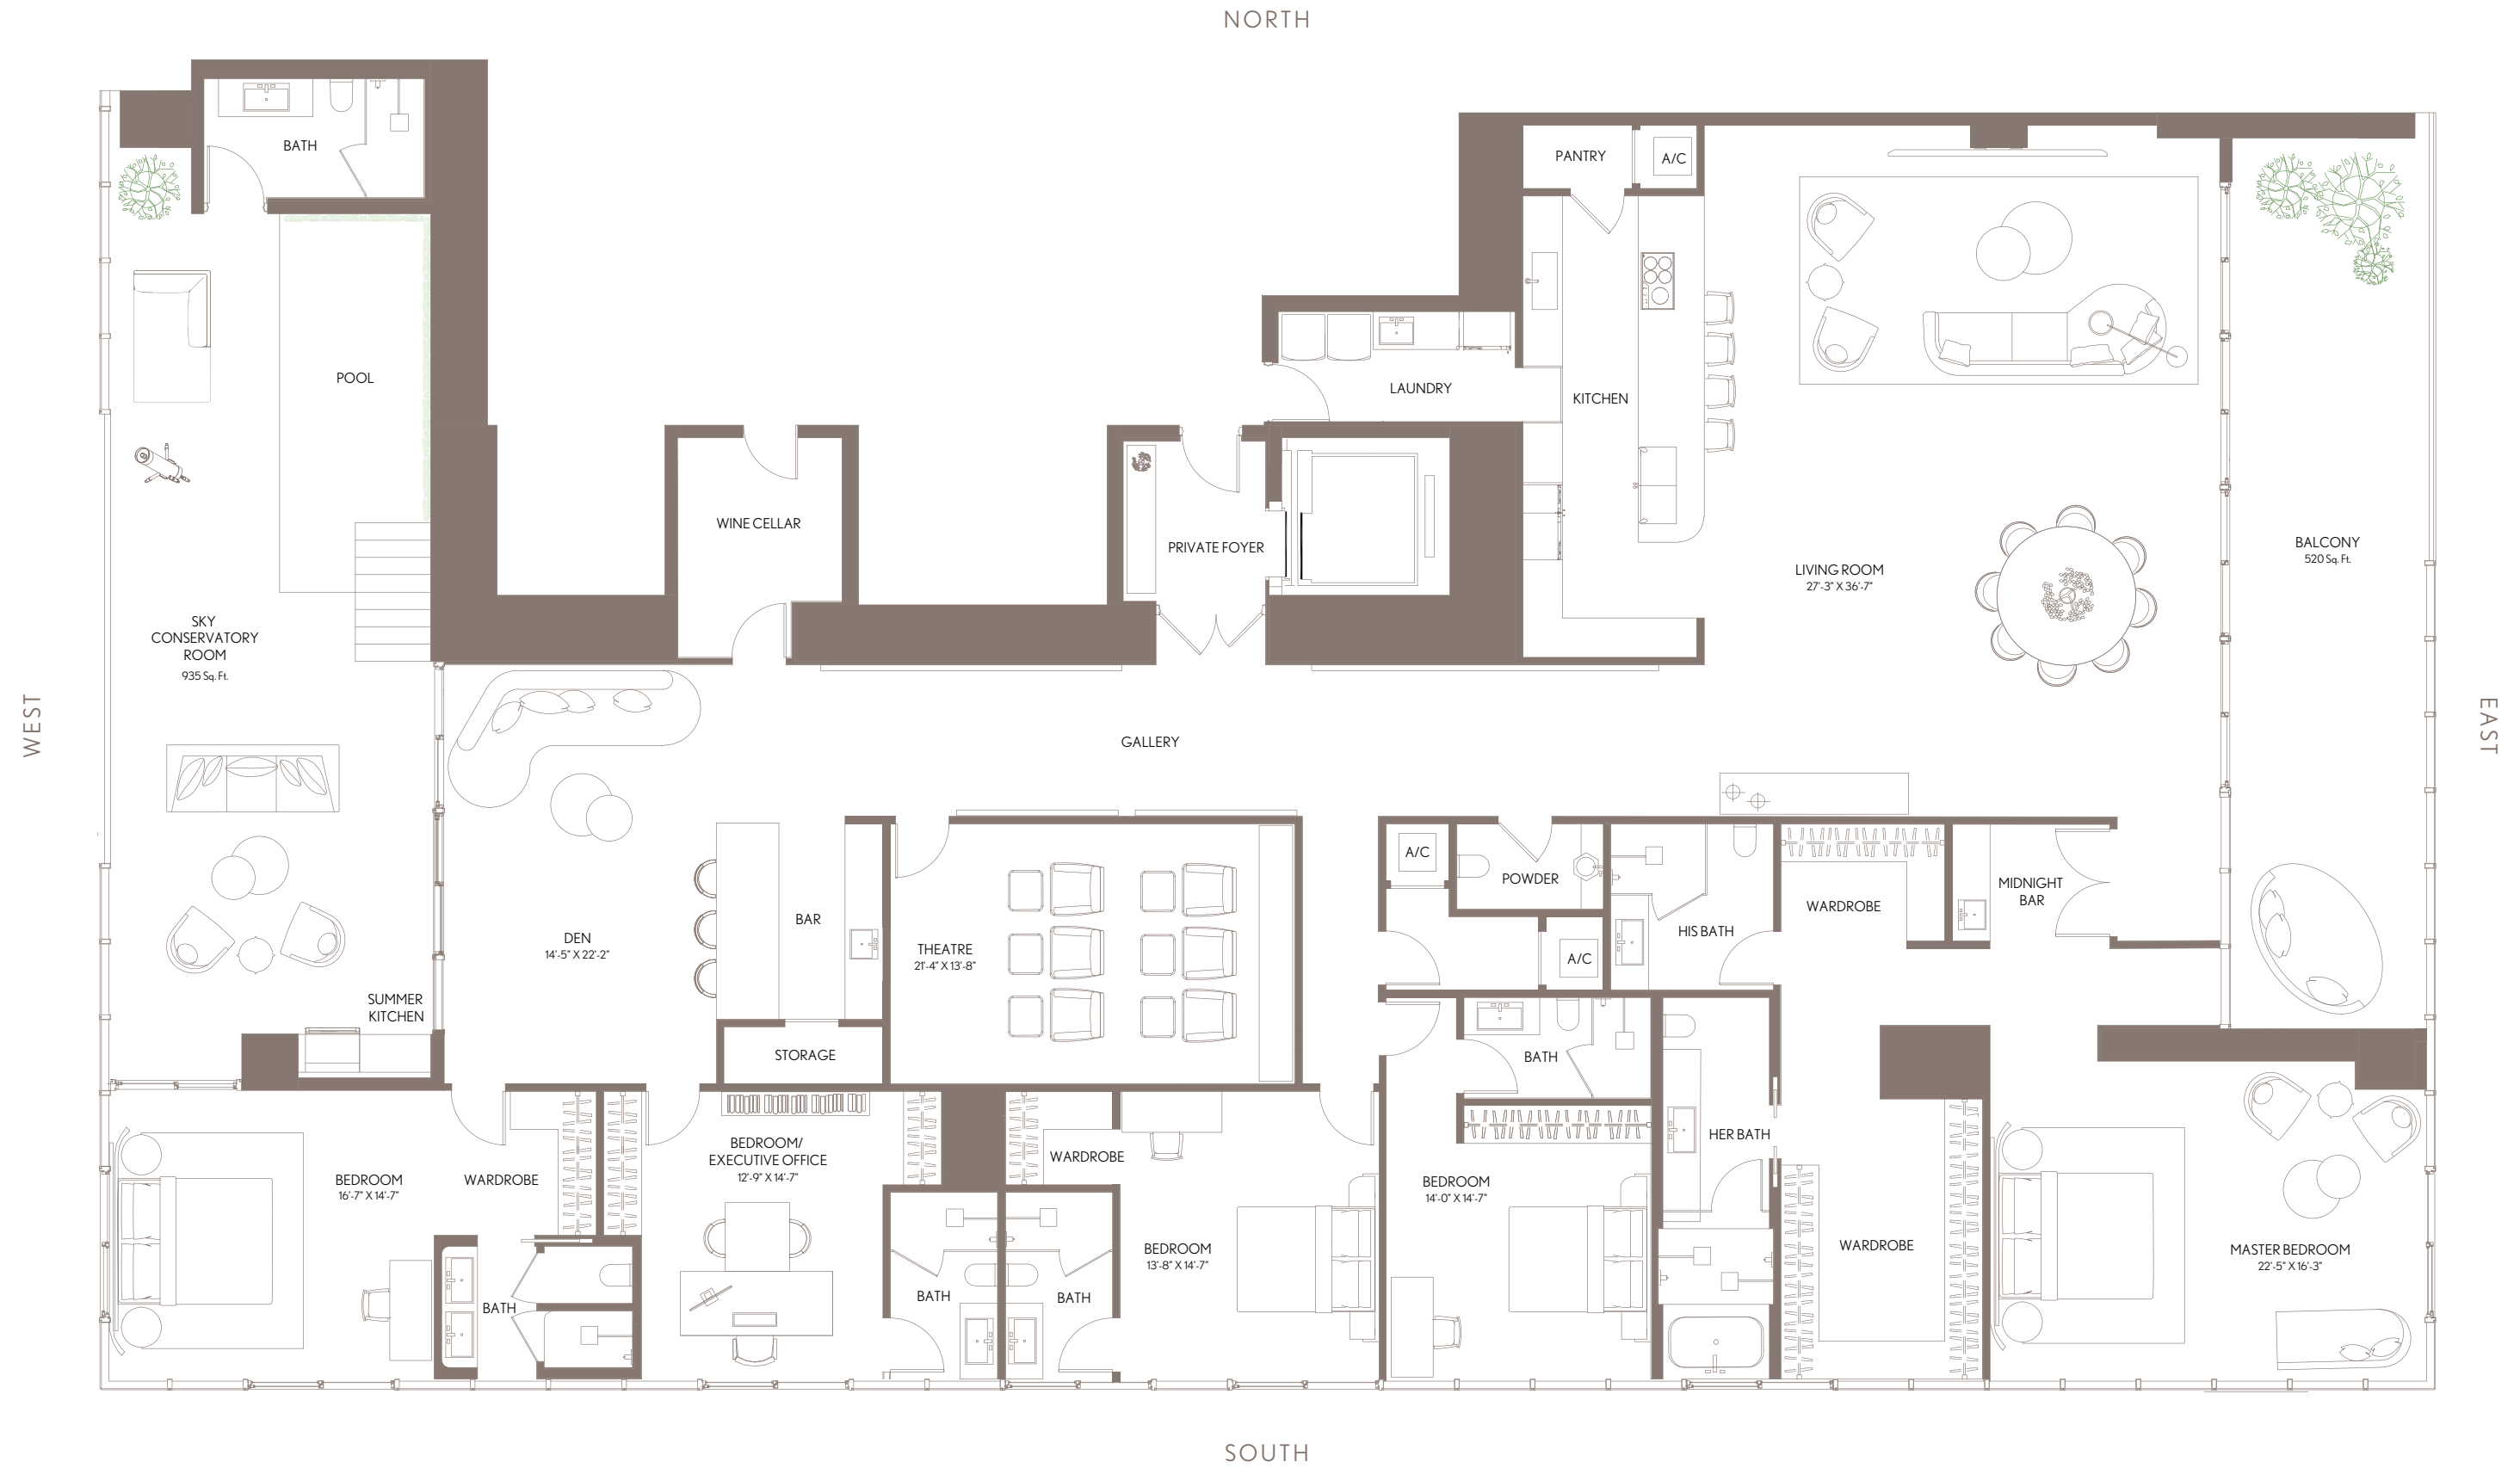 NORTH
BATH
PANTRY
A/C
POOL
LAUNDRY
KITCHEN
WINE CELLAR
PRIVATE FOYER
LIVING ROOM
27'-3" X 36'-7"
BALCONY
520 Sq. Ft.
SKY
CONSERVATORY
ROOM
935 Sq. Ft.
WEST
EAST
GALLERY
A/C
POWDER
MIDNIGHT
BAR
WARDROBE
BAR
HIS BATH
DEN
14'-5" X 22'-2"
THEATRE
21'-4" X 13'-8"
A/C
SUMMER
KITCHEN
STORAGE
BATH
HER BATH
BEDROOM/
EXECUTIVE OFFICE
12'-9" X 14'-7"
WARDROBE
BEDROOM
16'-7" X 14'-7"
WARDROBE
BEDROOM
14'-0" X 14'-7"
BEDROOM
13'-8" X 14'-7"
WARDROBE
MASTER BEDROOM
22'-5" X 16'-3"
BATH
BATH
BATH
SOUTH